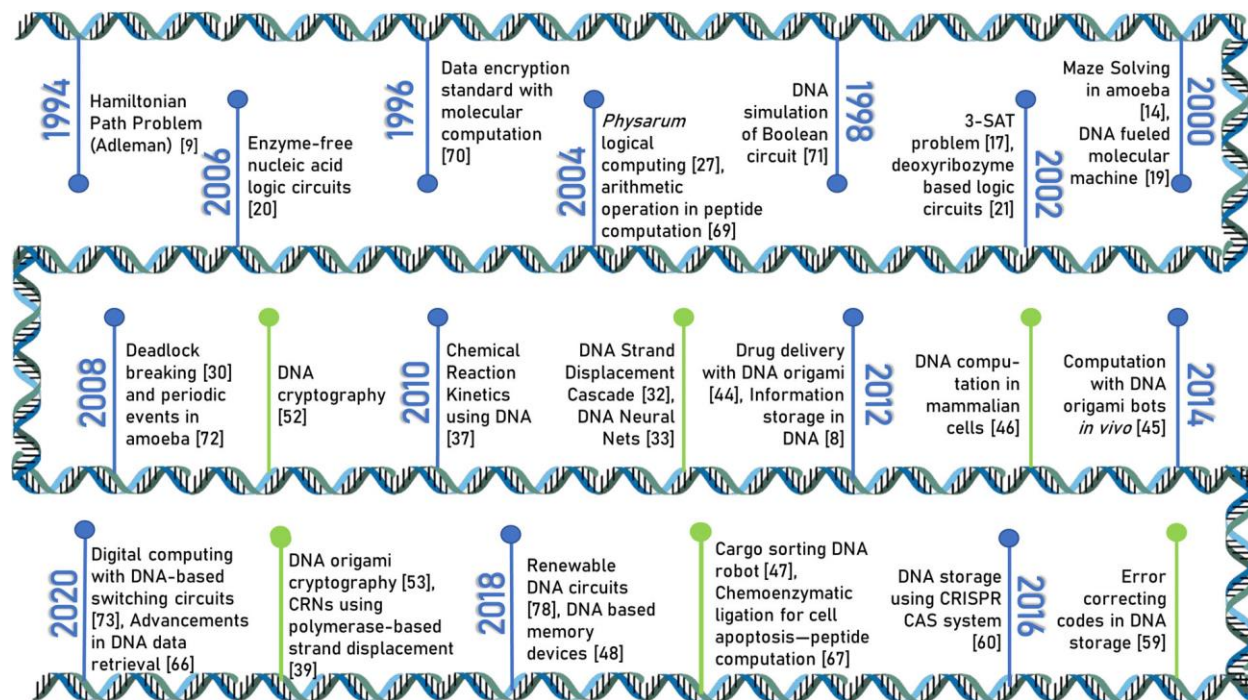 1994
Hamiltonian
Path Problem
(Adleman) [9]
2006
Enzyme-free
nucleic acid
logic circuits
[20]
1996
Data encryption
standard with
molecular
computation
[70]
2004
Physarum
logical
computing [27],
arithmetic
operation in peptide
computation [69]
DNA
simulation
of Boolean
circuit [71]
1998
3-SAT
problem [17],
deoxyribozyme
based logic
circuits [21]
2002
Maze Solving
in amoeba
[14],
DNA fueled
molecular
machine [19]
2000
2008
Deadlock
breaking [30]
and periodic
events in
amoeba [72]
DNA
cryptography
[52]
2010
Chemical
Reaction
Kinetics
using DNA
[37]
DNA Strand
Displacement
Cascade [32],
DNA Neural
Nets [33]
Drug delivery
with DNA origami
[44], Information
storage in
DNA [8]
2012
DNA compu-
tation in
mammalian
cells [46]
Computation
with DNA
origami bots
in vivo [45]
2014
2020
Digital computing
with DNA-based
switching circuits
[73], Advancements
in DNA data
retrieval [66]
DNA origami
cryptography [53],
CRNs using
polymerase-based
strand displacement
[39]
2018
Renewable
DNA circuits
[78], DNA based
memory
devices [48]
Cargo sorting DNA
robot [47],
Chemoenzymatic
ligation for cell
apoptosis—peptide
computation [67]
DNA storage
using CRISPR
CAS system
[60]
2016
Error
correcting
codes in DNA
storage [59]